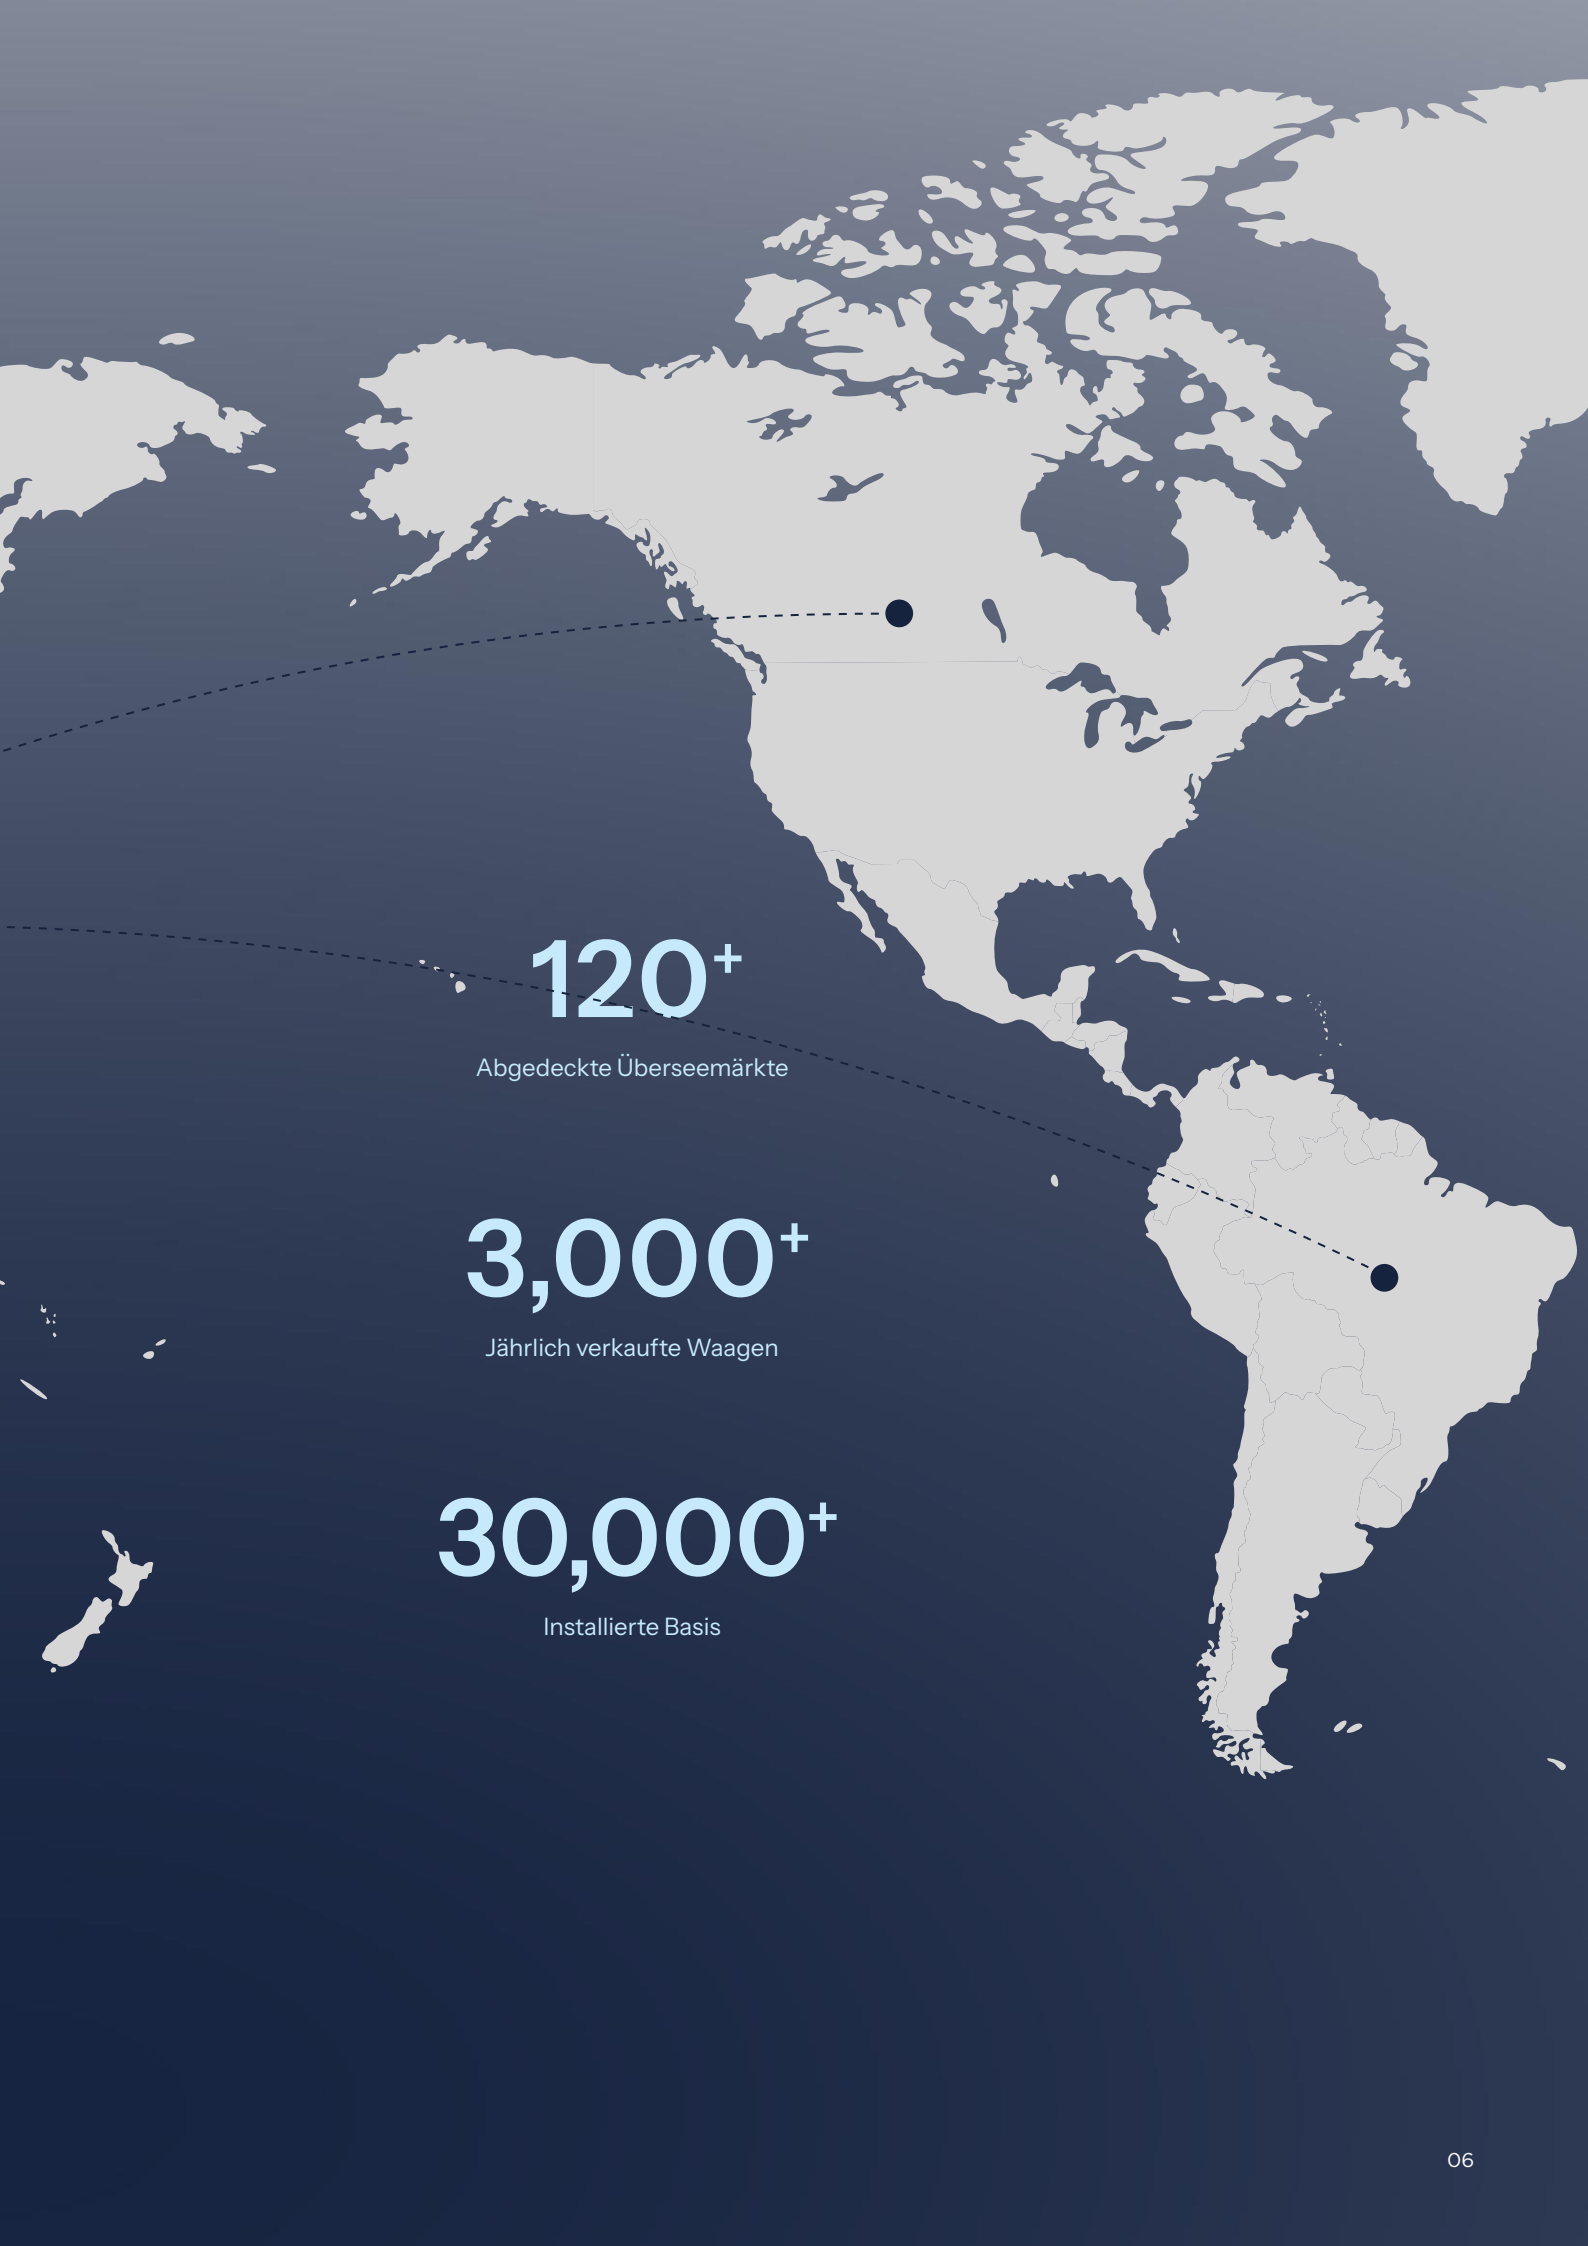 120+
Abgedeckte Überseemärkte
3,000+
Jährlich verkaufte Waagen
30,000+
Installierte Basis
06